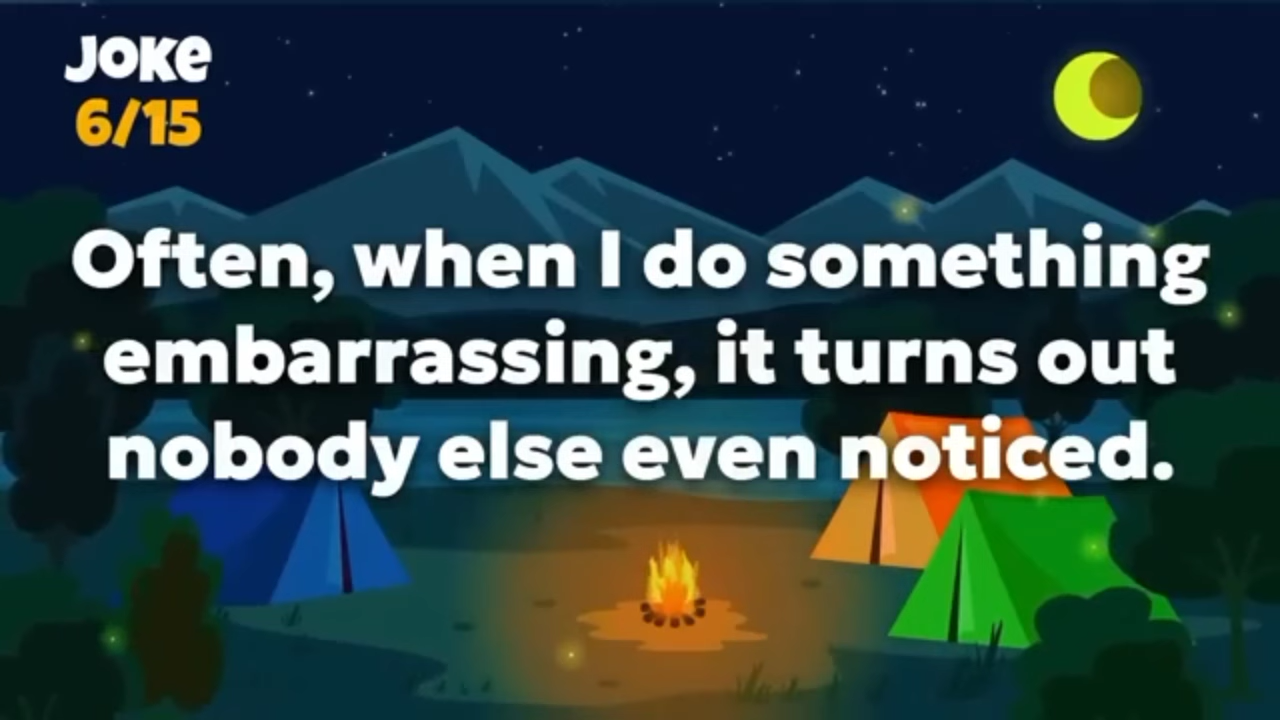 Joke
6/15
Often, when I do something
embarrassing, it turns out
nobody else even noticed.